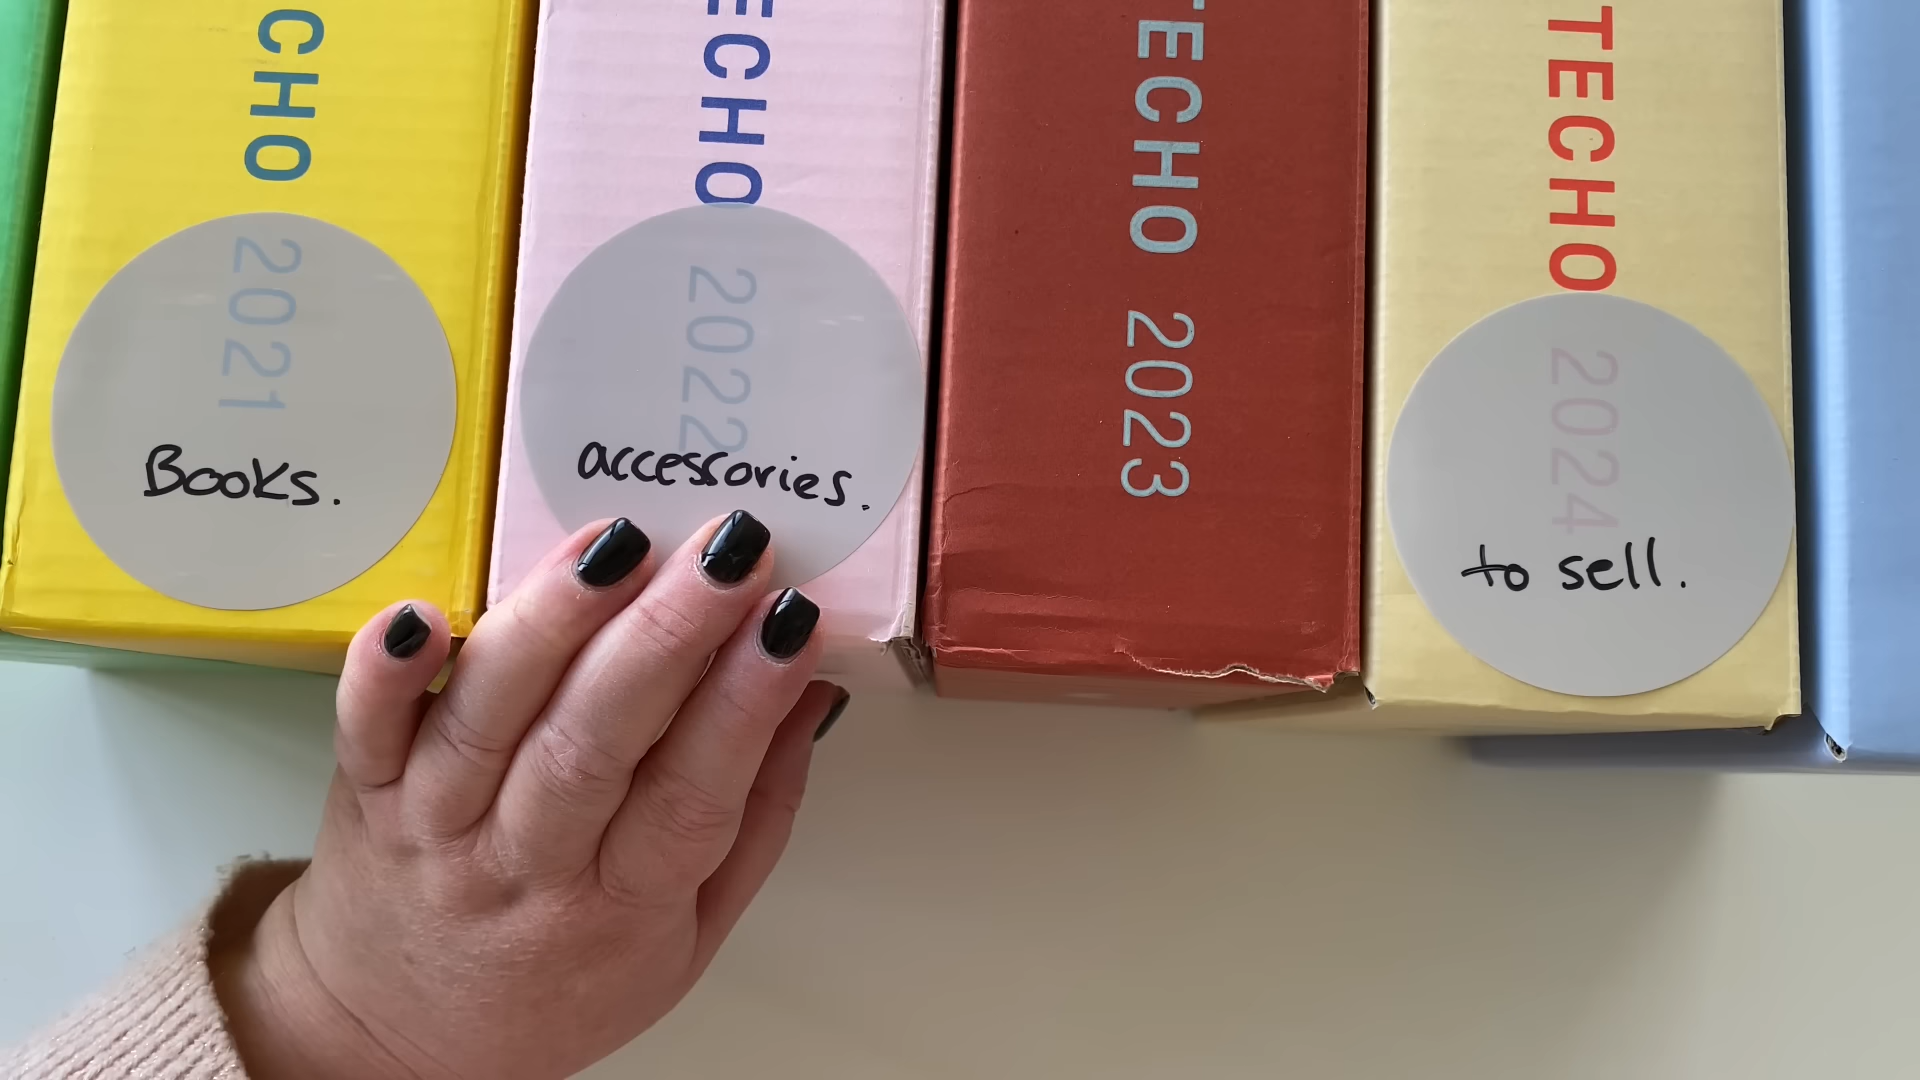 CHO 2021
Books.
ECHO 2022
accessories.
TECHO 2023
TECHO 2024
to sell.